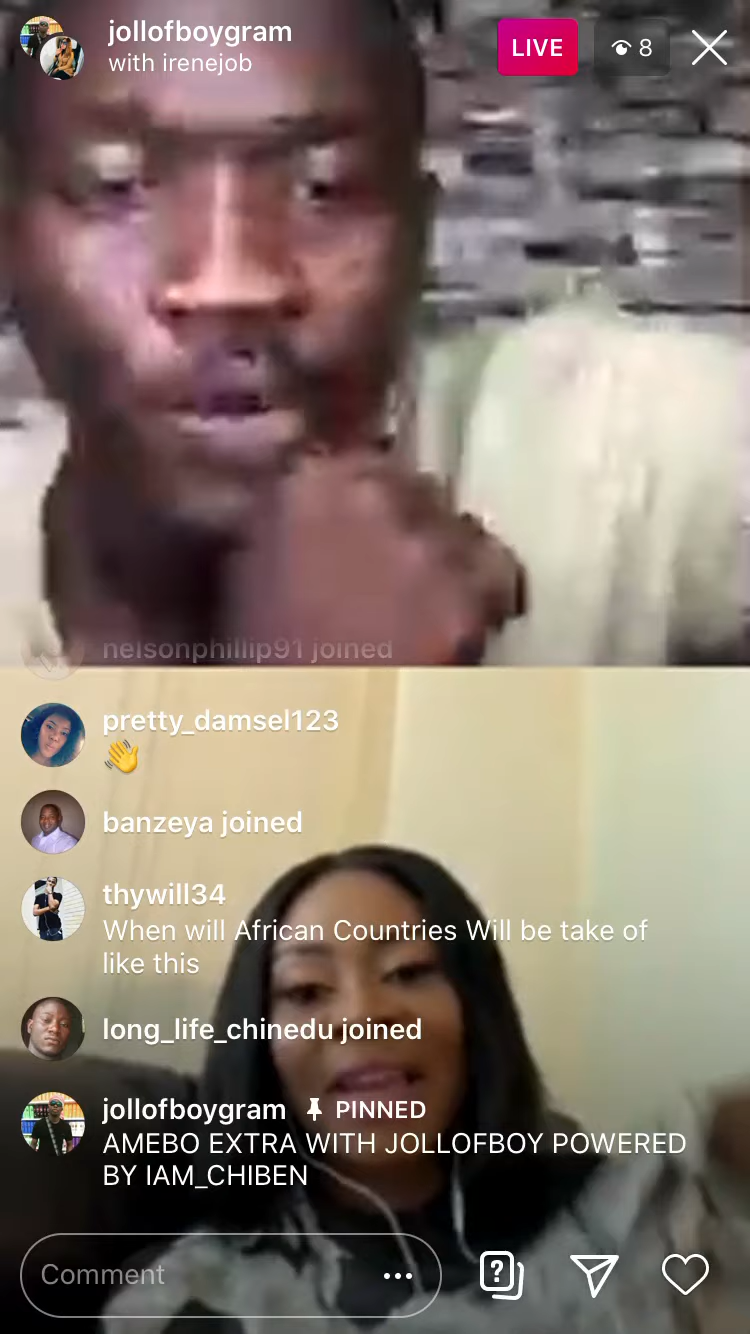 jollofboygram
with irenejob
LIVE
8
nelsonphillip91 joined
pretty_damsel123
👋
banzeya joined
thywill34
When will African Countries Will be take of
like this
long_life_chinedu joined
jollofboygram PINNED
AMEBO EXTRA WITH JOLLOFBOY POWERED
BY IAM_CHIBEN
Comment